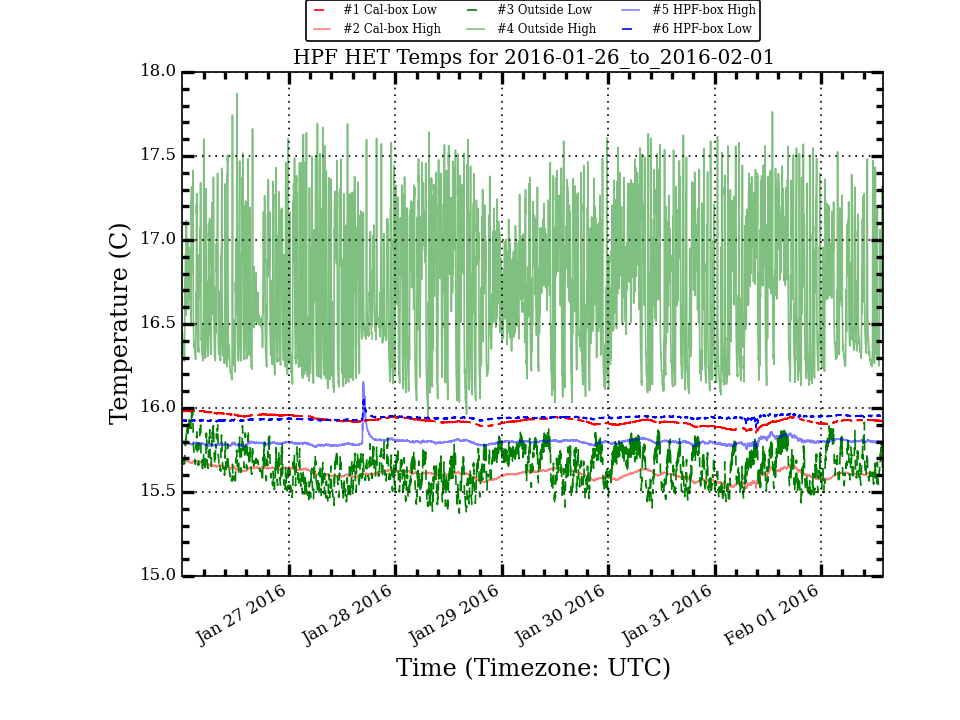 #1 Cal-box Low #3 Outside Low #5 HPF-box High
#2 Cal-box High #4 Outside High #6 HPF-box Low
HPF HET Temps for 2016-01-26_to_2016-02-01
18.0
17.5
17.0
16.5
16.0
15.5
15.0
Temperature (C)
Jan 27 2016 Jan 28 2016 Jan 29 2016 Jan 30 2016 Jan 31 2016 Feb 01 2016
Time (Timezone: UTC)